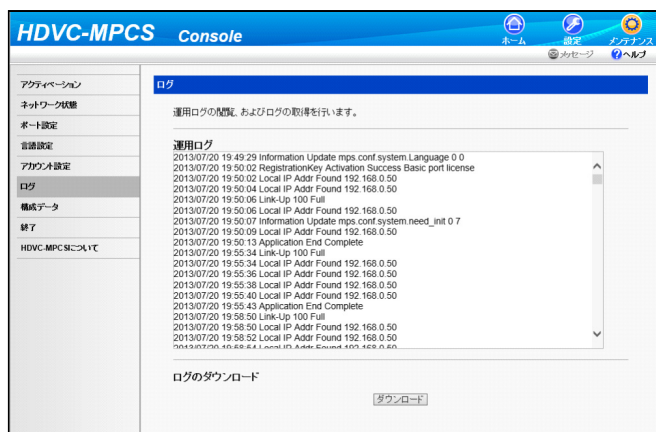 HDVC-MPCS Console
ホーム
設定
メンテナンス
メッセージ
ヘルプ
アクティベーション
ネットワーク状態
ポート設定
言語設定
アカウント設定
ログ
構成データ
終了
HDVC-MPCSについて
ログ
運用ログの閲覧、およびログの取得を行います。
運用ログ
2013/07/20 19:49:29 Information Update mps.conf.system.Language 0 0
2013/07/20 19:50:02 RegistrationKey Activation Success Basic port license
2013/07/20 19:50:02 Local IP Addr Found 192.168.0.50
2013/07/20 19:50:04 Local IP Addr Found 192.168.0.50
2013/07/20 19:50:06 Link-Up 100 Full
2013/07/20 19:50:06 Local IP Addr Found 192.168.0.50
2013/07/20 19:50:07 Information Update mps.conf.system.need_init 0 7
2013/07/20 19:50:09 Local IP Addr Found 192.168.0.50
2013/07/20 19:50:13 Application End Complete
2013/07/20 19:55:34 Link-Up 100 Full
2013/07/20 19:55:34 Local IP Addr Found 192.168.0.50
2013/07/20 19:55:36 Local IP Addr Found 192.168.0.50
2013/07/20 19:55:38 Local IP Addr Found 192.168.0.50
2013/07/20 19:55:40 Local IP Addr Found 192.168.0.50
2013/07/20 19:55:43 Application End Complete
2013/07/20 19:58:50 Link-Up 100 Full
2013/07/20 19:58:50 Local IP Addr Found 192.168.0.50
2013/07/20 19:58:52 Local IP Addr Found 192.168.0.50
2013/07/20 19:58:54 Local IP Addr Found 192.168.0.50
ログのダウンロード
ダウンロード